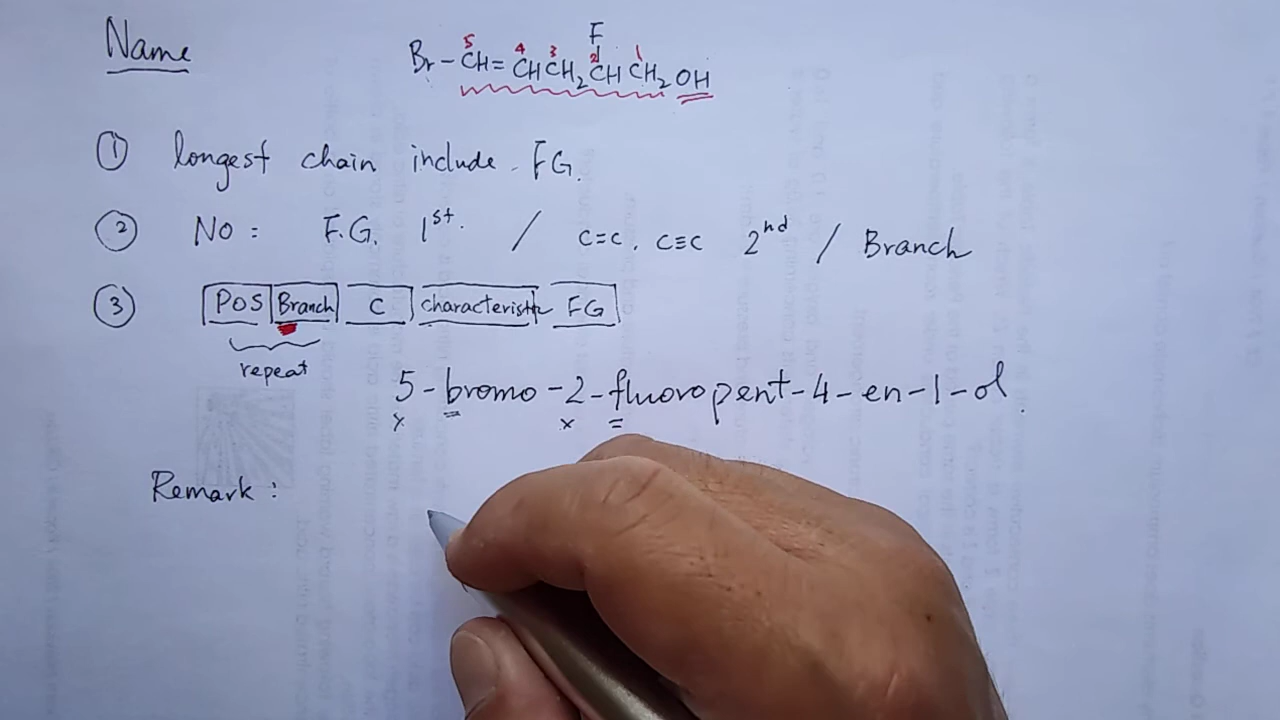 Name
F
5 4 3 2 1
Br-CH=CHCH₂CHCH₂OH
① longest chain include FG.
② No: F.G. 1st. / C=C, C≡C 2nd / Branch
③ POS Branch C characteristic FG
repeat
5-bromo-2-fluoropent-4-en-1-ol.
x x
Remark: